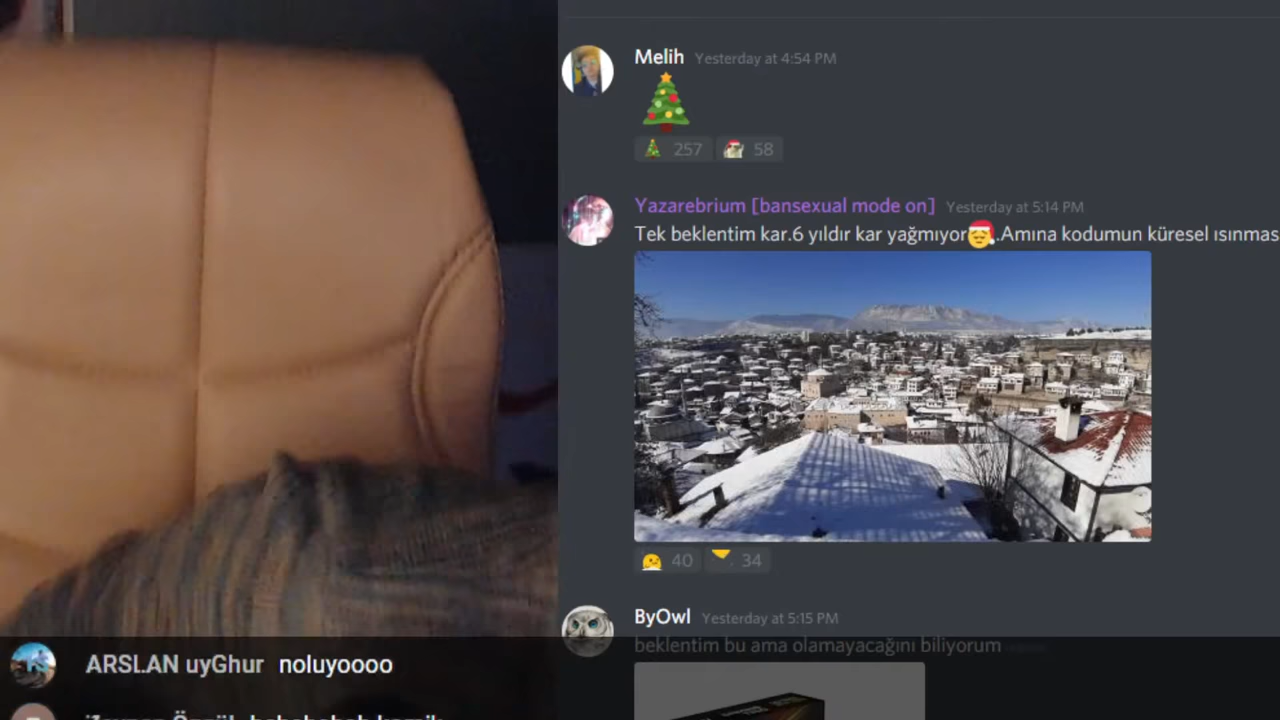 Melih Yesterday at 4:54 PM
257 58
Yazarebrium [bansexual mode on] Yesterday at 5:14 PM
Tek beklentim kar.6 yıldır kar yağmıyor .Amına kodumun küresel ısınmas
40 34
ByOwl Yesterday at 5:15 PM
beklentim bu ama olamayacağını biliyorum
ARSLAN uyGhur noluyoooo